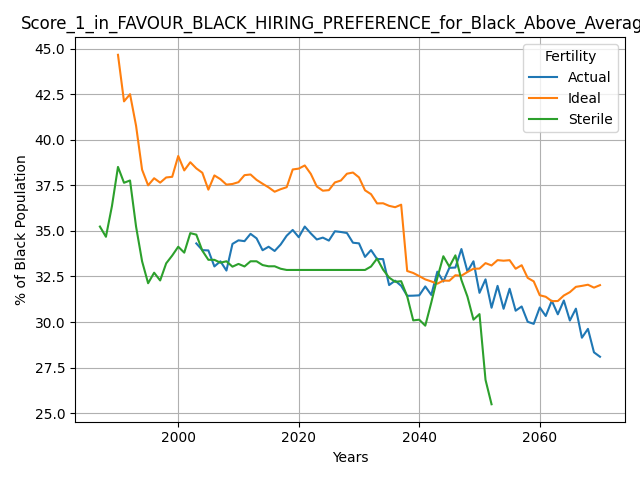 Score_1_in_FAVOUR_BLACK_HIRING_PREFERENCE_for_Black_Above_Averag
Fertility
Actual
Ideal
Sterile
45.0
42.5
40.0
37.5
35.0
32.5
30.0
27.5
25.0
% of Black Population
2000 2020 2040 2060
Years